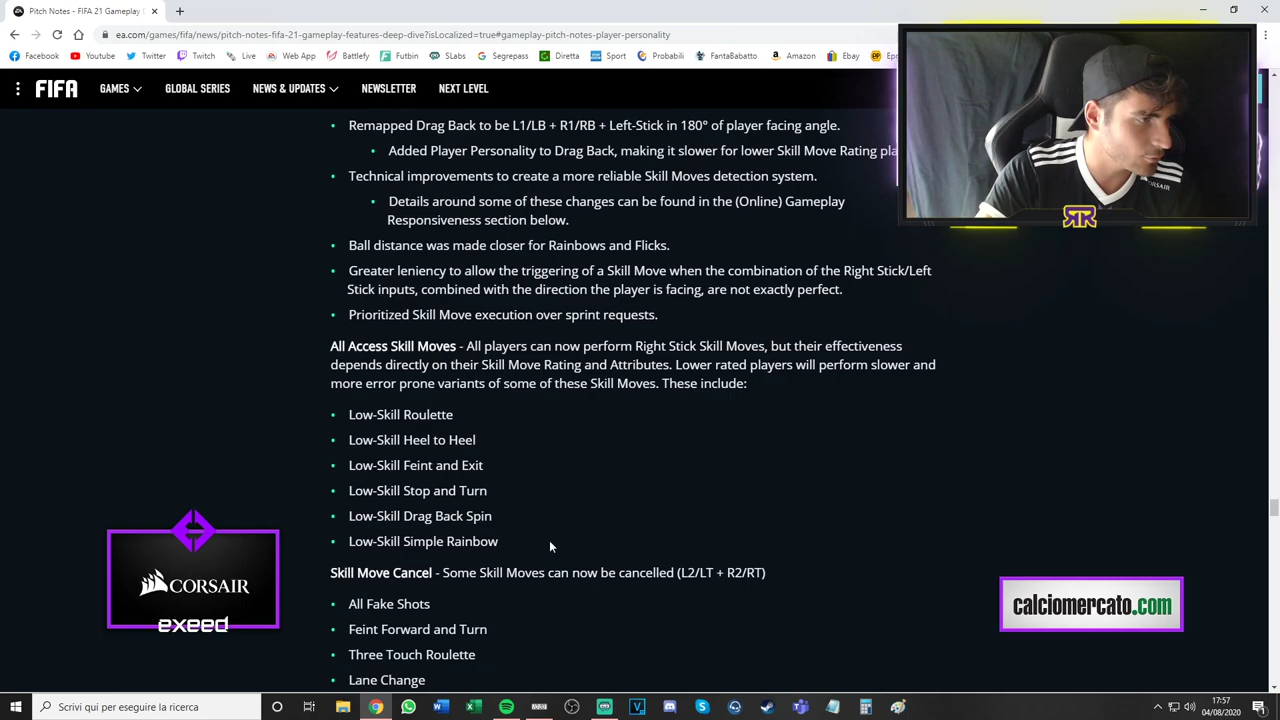 Pitch Notes - FIFA 21 Gameplay
ea.com/games/fifa/news/pitch-notes-fifa-21-gameplay-features-deep-dive?isLocalized=true#gameplay-pitch-notes-player-personality
Facebook Youtube Twitter Twitch Live Web App Battlefly Futbin SLabs Segrepass Diretta Sport Probabili FantaBabatto Amazon Ebay
FIFA GAMES GLOBAL SERIES NEWS & UPDATES NEWSLETTER NEXT LEVEL
• Remapped Drag Back to be L1/LB + R1/RB + Left-Stick in 180° of player facing angle.
• Added Player Personality to Drag Back, making it slower for lower Skill Move Rating
• Technical improvements to create a more reliable Skill Moves detection system.
• Details around some of these changes can be found in the (Online) Gameplay
Responsiveness section below.
• Ball distance was made closer for Rainbows and Flicks.
• Greater leniency to allow the triggering of a Skill Move when the combination of the Right Stick/Left
Stick inputs, combined with the direction the player is facing, are not exactly perfect.
• Prioritized Skill Move execution over sprint requests.
All Access Skill Moves - All players can now perform Right Stick Skill Moves, but their effectiveness
depends directly on their Skill Move Rating and Attributes. Lower rated players will perform slower and
more error prone variants of some of these Skill Moves. These include:
• Low-Skill Roulette
• Low-Skill Heel to Heel
• Low-Skill Feint and Exit
• Low-Skill Stop and Turn
• Low-Skill Drag Back Spin
• Low-Skill Simple Rainbow
Skill Move Cancel - Some Skill Moves can now be cancelled (L2/LT + R2/RT)
• All Fake Shots
• Feint Forward and Turn
• Three Touch Roulette
• Lane Change
CORSAIR
CORSAIR
exeed
calciomercato.com
Scrivi qui per eseguire la ricerca
17:57
04/08/2020